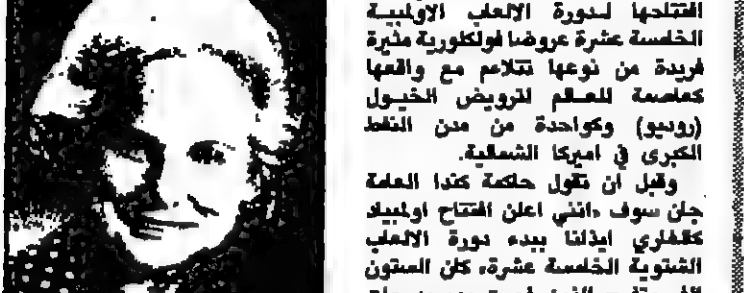 افتتاحها لدورة الالعاب الاولمبية
الخامسة عشرة عروضا فولكلورية مثيرة
فريدة من نوعها تتلاءم مع واقعها
كعاصمة للعالم لترويض الخيول
(روديو) وكواحدة من مدن النفط
الكبرى في اميركا الشمالية.
وقبل ان تقول حاكمة كندا العامة
جان سوف «انني اعلن افتتاح اولمبياد
كالغاري ايذانا ببدء دورة الالعاب
الشتوية الخامسة عشرة، كان الستون